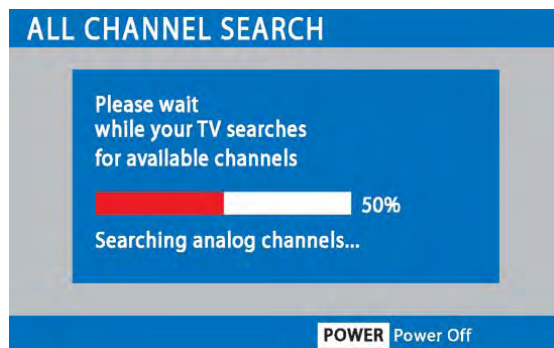 ALL CHANNEL SEARCH
Please wait
while your TV searches
for available channels
50%
Searching analog channels...
POWER Power Off